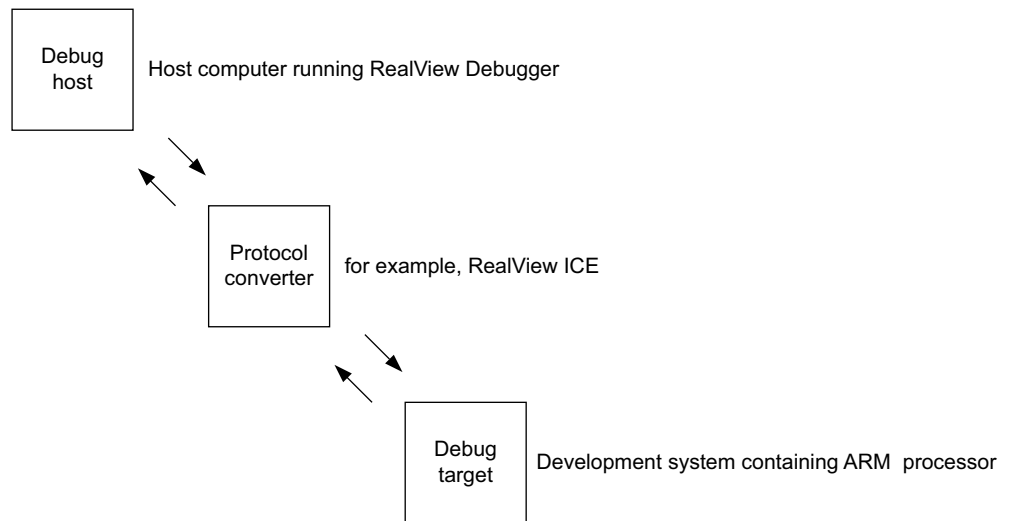 Debug
host
Host computer running RealView Debugger
Protocol
converter
for example, RealView ICE
Debug
target
Development system containing ARM processor